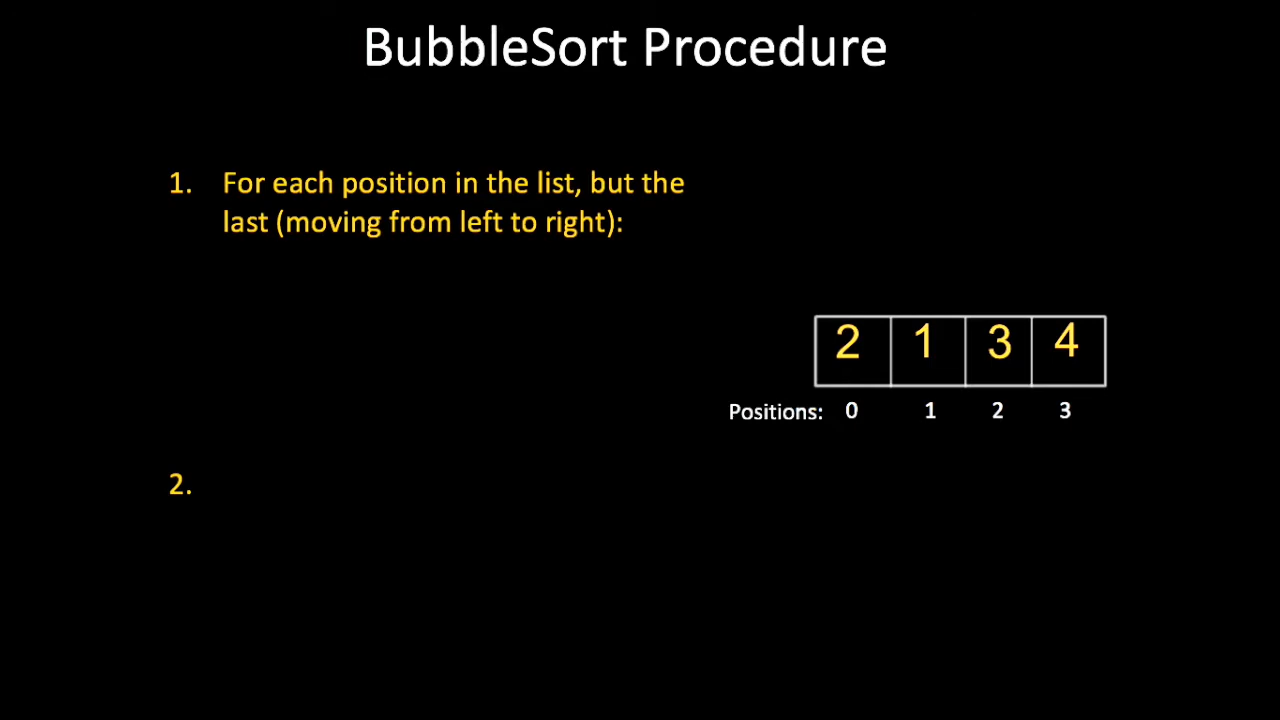 BubbleSort Procedure
1. For each position in the list, but the
last (moving from left to right):
2 1 3 4
Positions: 0 1 2 3
2.